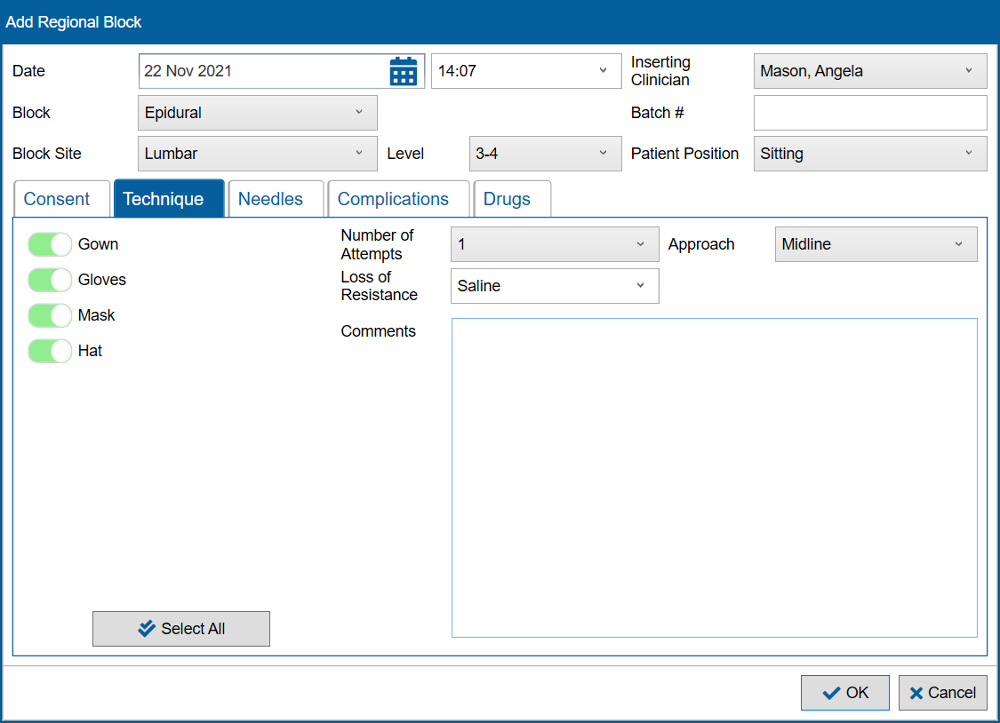 Add Regional Block
Date 22 Nov 2021 14:07 Inserting Clinician Mason, Angela
Block Epidural Batch #
Block Site Lumbar Level 3-4 Patient Position Sitting
Consent Technique Needles Complications Drugs
Gown Number of Attempts 1 Approach Midline
Gloves Loss of Resistance Saline
Mask
Comments
Hat
Select All
OK Cancel